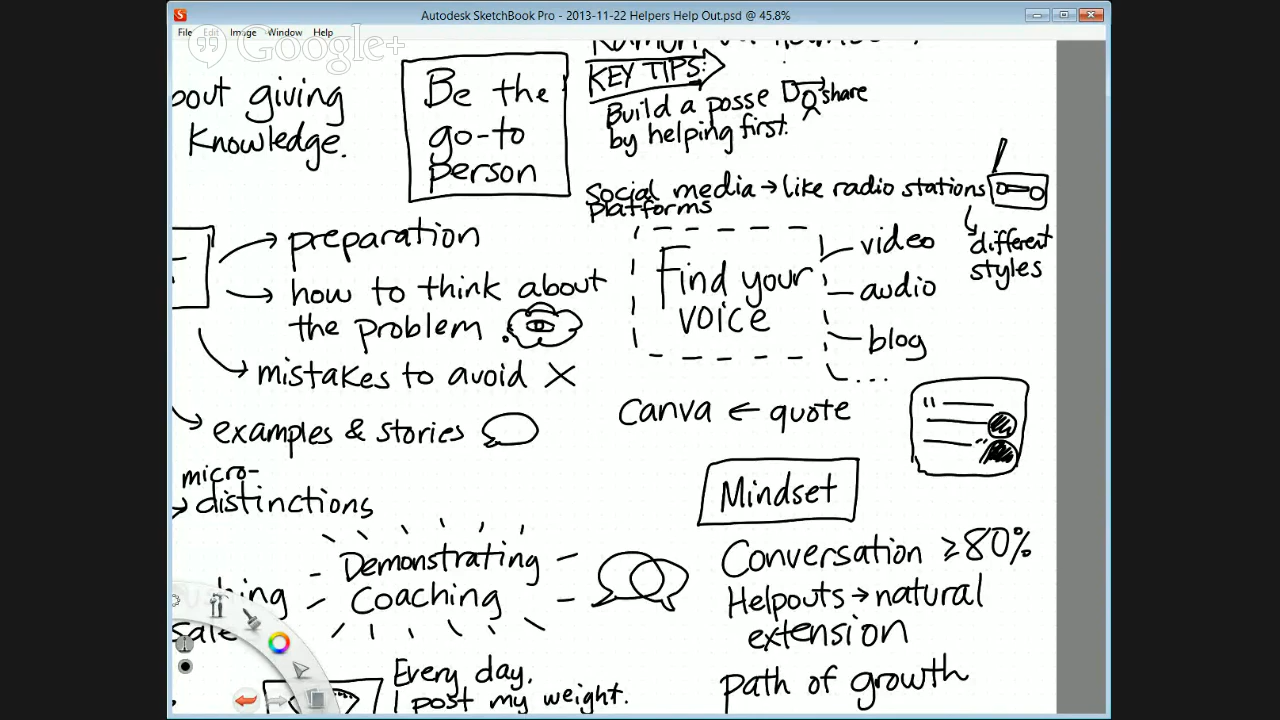 Autodesk SketchBook Pro - 2013-11-22 Helpers Help Out.psd @ 45.8%
File Edit Image Window Help
Google+
KEY TIPS:
Build a posse share
by helping first.
giving
Knowledge.
Be the
go-to
person
social media → like radio stations
platforms
different
styles
Find your
voice
video
audio
blog
...
preparation
how to think about
the problem
mistakes to avoid X
examples & stories
micro-
distinctions
Canva ← quote
Mindset
Conversation ≥80%
Helpouts → natural
extension
path of growth
Demonstrating
Coaching
Every day,
I post my weight.